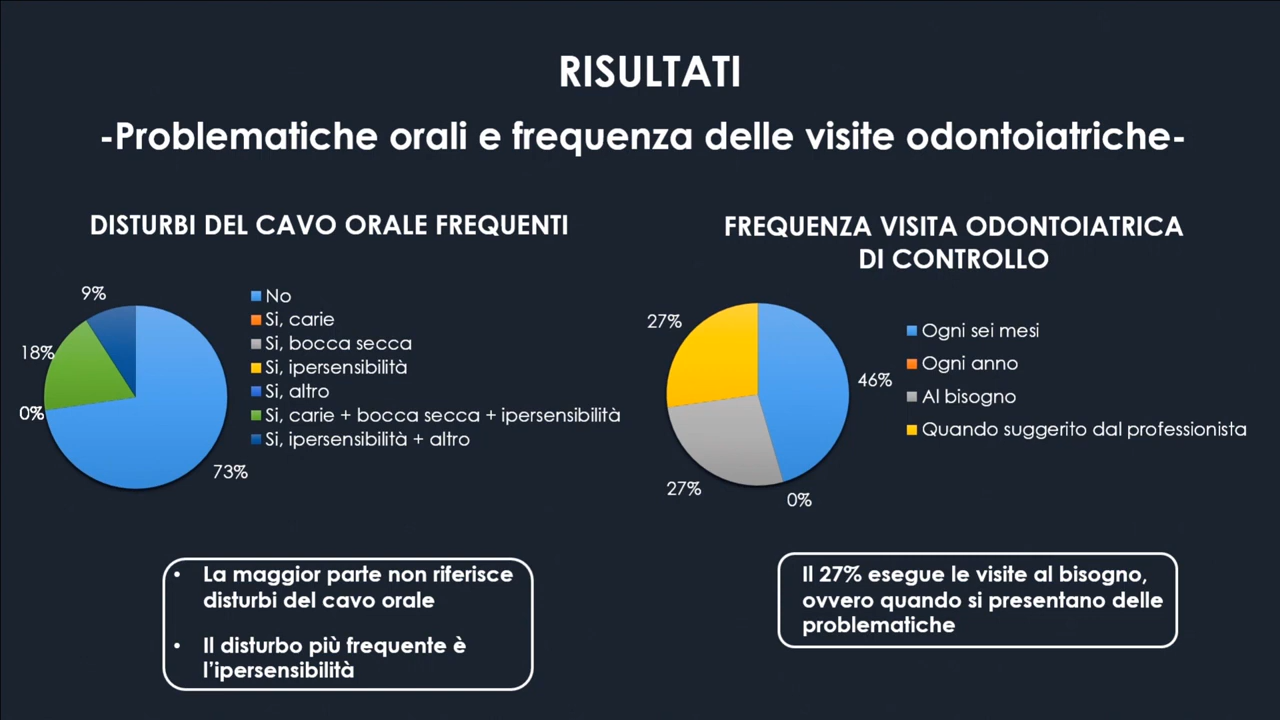 RISULTATI
-Problematiche orali e frequenza delle visite odontoiatriche-
DISTURBI DEL CAVO ORALE FREQUENTI
9%
18%
0%
73%
No
Si, carie
Si, bocca secca
Si, ipersensibilità
Si, altro
Si, carie + bocca secca + ipersensibilità
Si, ipersensibilità + altro
• La maggior parte non riferisce
disturbi del cavo orale
• Il disturbo più frequente è
l'ipersensibilità
FREQUENZA VISITA ODONTOIATRICA
DI CONTROLLO
27%
46%
27%
0%
Ogni sei mesi
Ogni anno
Al bisogno
Quando suggerito dal professionista
Il 27% esegue le visite al bisogno,
ovvero quando si presentano delle
problematiche